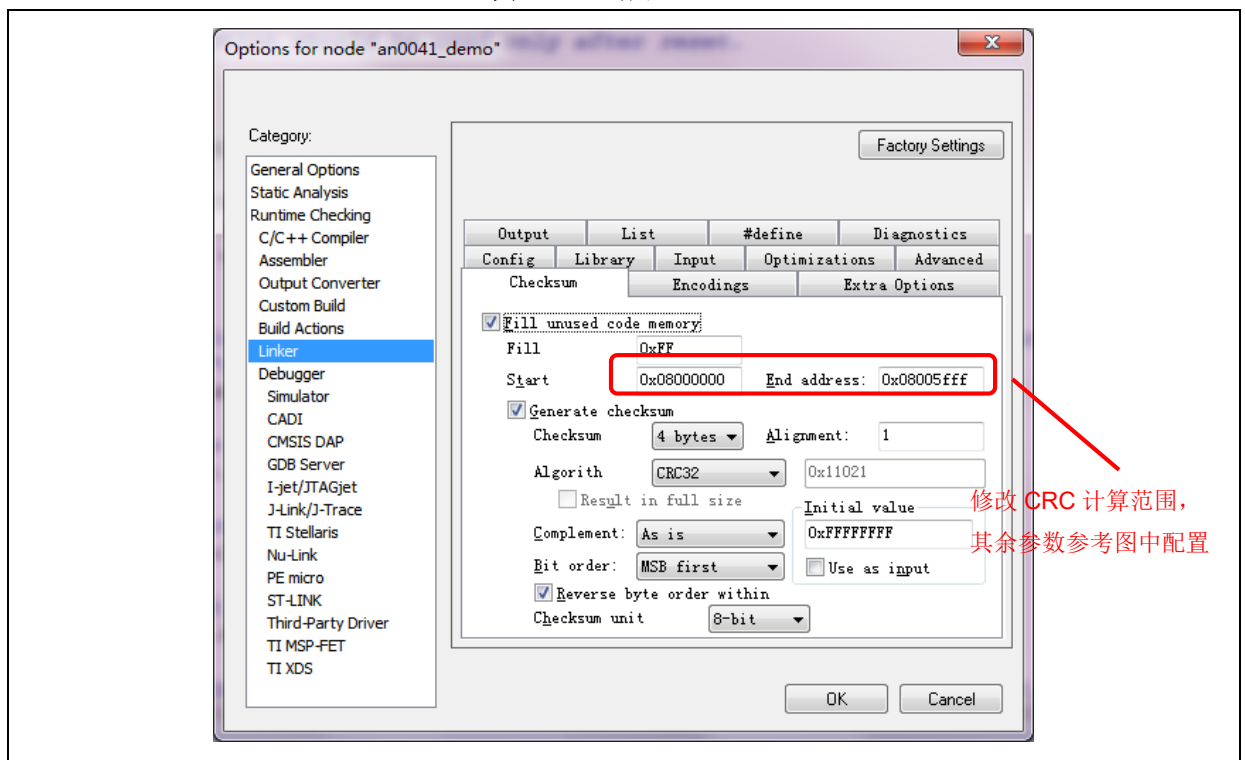 Options for node "an0041_demo"
only after reset.
Category:
Factory Settings
General Options
Static Analysis
Runtime Checking
C/C++ Compiler
Assembler
Output Converter
Custom Build
Build Actions
Linker
Debugger
Simulator
CADI
CMSIS DAP
GDB Server
I-jet/JTAGjet
J-Link/J-Trace
TI Stellaris
Nu-Link
PE micro
ST-LINK
Third-Party Driver
TI MSP-FET
TI XDS
Output List #define Diagnostics
Config Library Input Optimizations Advanced
Checksum Encodings Extra Options
Fill unused code memory
Fill 0xFF
Start 0x08000000 End address: 0x08005fff
Generate checksum
Checksum 4 bytes Alignment: 1
Algorith CRC32 0x11021
Result in full size
Initial value
Complement: As is 0xFFFFFFFF
Bit order: MSB first Use as input
Reverse byte order within
Checksum unit 8-bit
修改 CRC 计算范围，
其余参数参考图中配置
OK Cancel